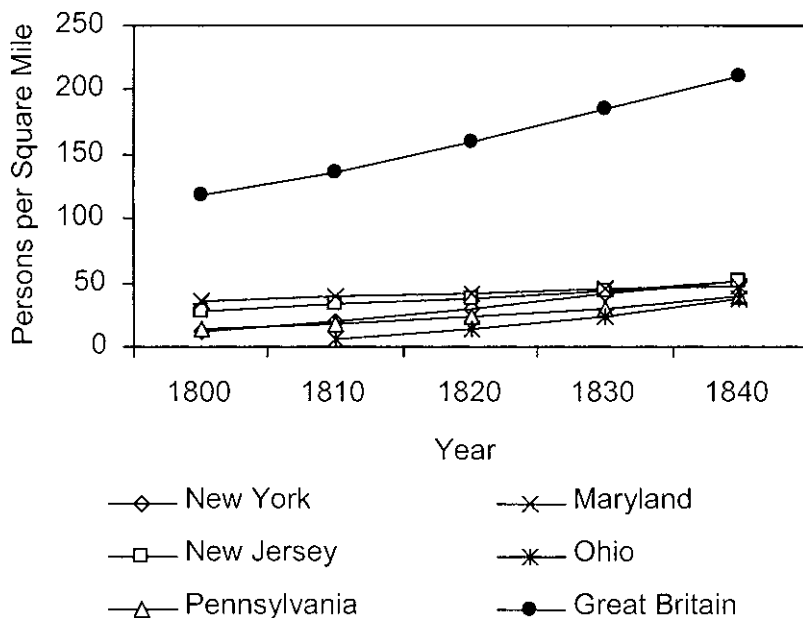 250
200
150
100
50
0
Persons per Square Mile
1800 1810 1820 1830 1840
Year
New York Maryland
New Jersey Ohio
Pennsylvania Great Britain